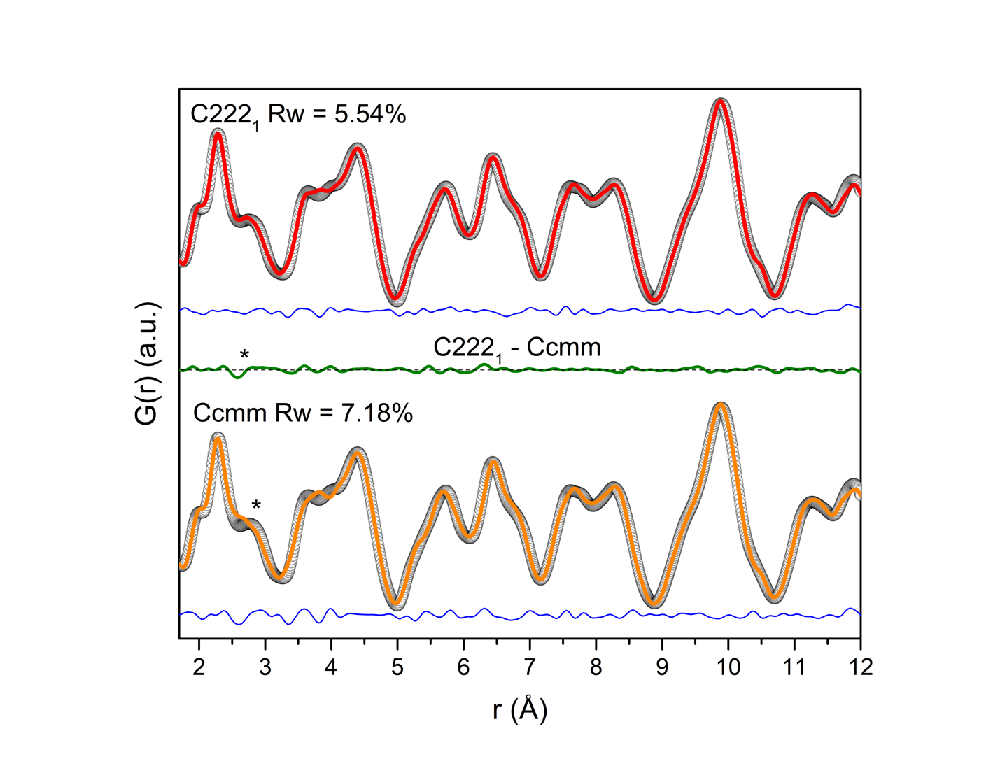 C222₁ Rw = 5.54%
*
C222₁ - Ccmm
Ccmm Rw = 7.18%
*
G(r) (a.u.)
2 3 4 5 6 7 8 9 10 11 12
r (Å)